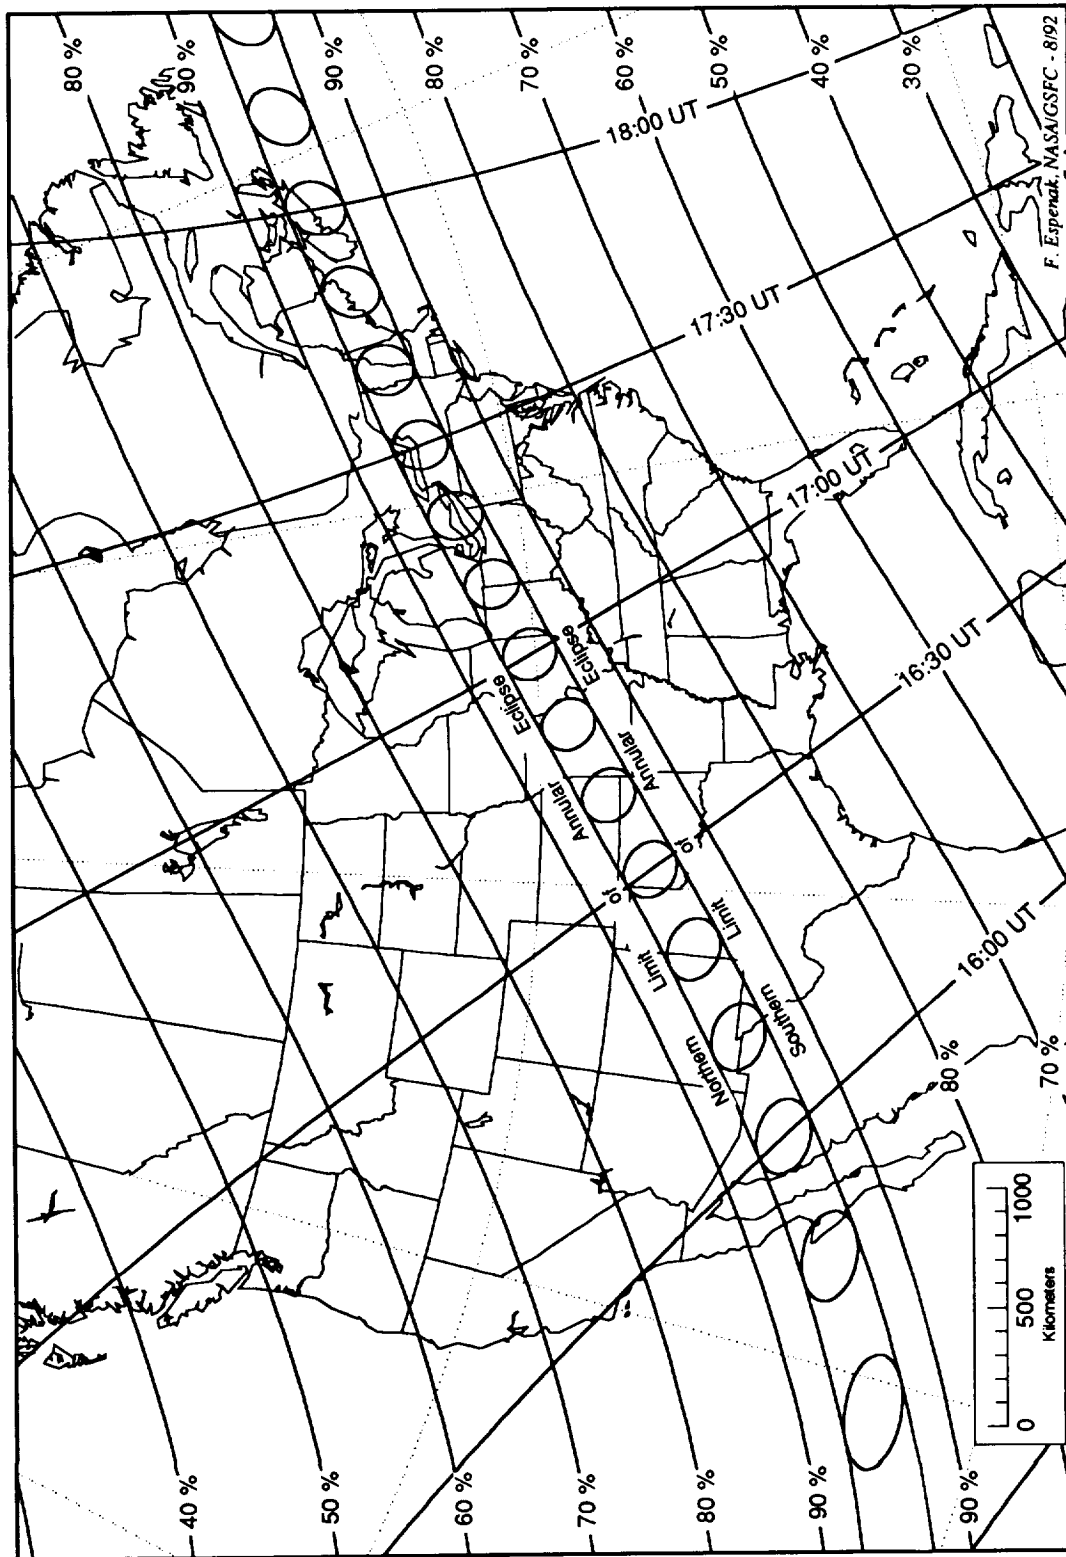 80 %
90 %
90 %
80 %
70 %
60 %
50 %
40 %
30 %
18:00 UT
17:30 UT
17:00 UT
16:30 UT
16:00 UT
Northern Limit of Annular Eclipse
Southern Limit of Annular Eclipse
40 %
50 %
60 %
70 %
80 %
90 %
90 %
80 %
70 %
0 500 1000
Kilometers
F. Espenak, NASA/GSFC - 8/92